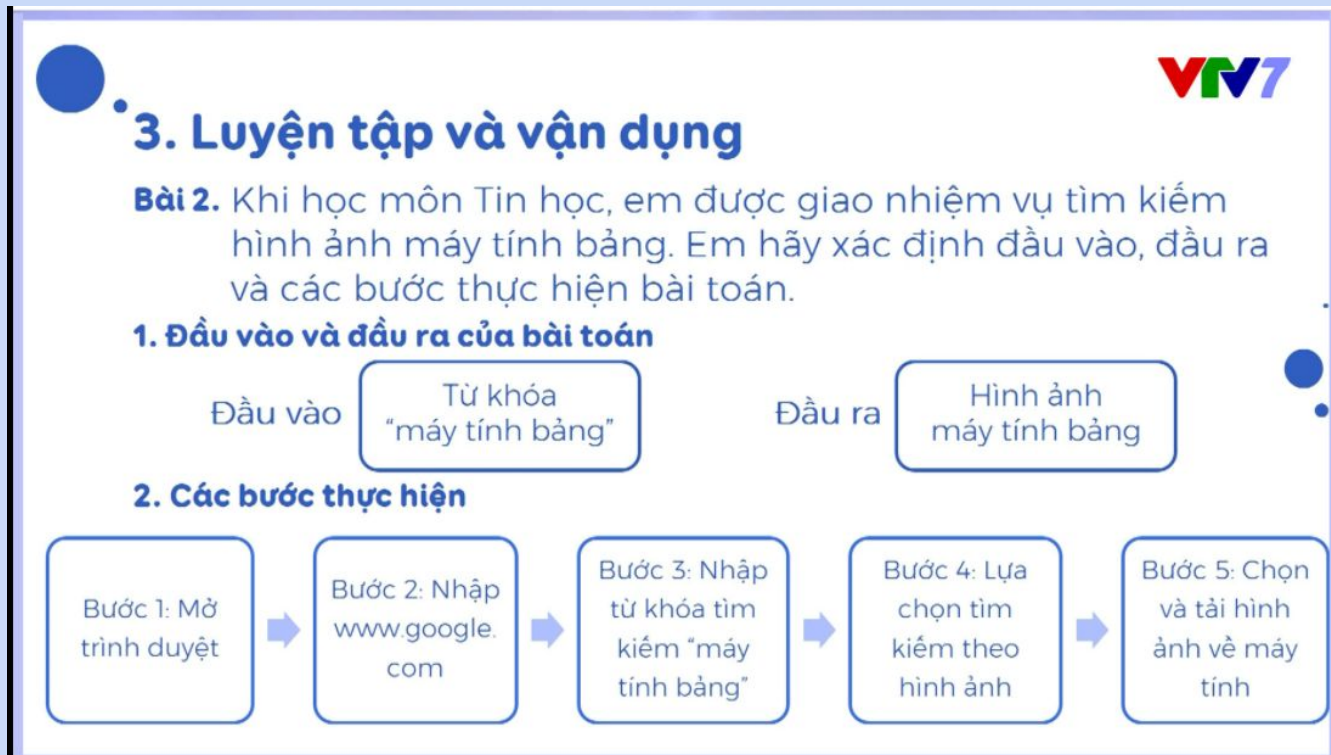 VTV7
3. Luyện tập và vận dụng
Bài 2. Khi học môn Tin học, em được giao nhiệm vụ tìm kiếm
hình ảnh máy tính bảng. Em hãy xác định đầu vào, đầu ra
và các bước thực hiện bài toán.
1. Đầu vào và đầu ra của bài toán
Đầu vào
Từ khóa
“máy tính bảng”
Đầu ra
Hình ảnh
máy tính bảng
2. Các bước thực hiện
Bước 1: Mở
trình duyệt
Bước 2: Nhập
www.google.
com
Bước 3: Nhập
từ khóa tìm
kiếm “máy
tính bảng”
Bước 4: Lựa
chọn tìm
kiếm theo
hình ảnh
Bước 5: Chọn
và tải hình
ảnh về máy
tính